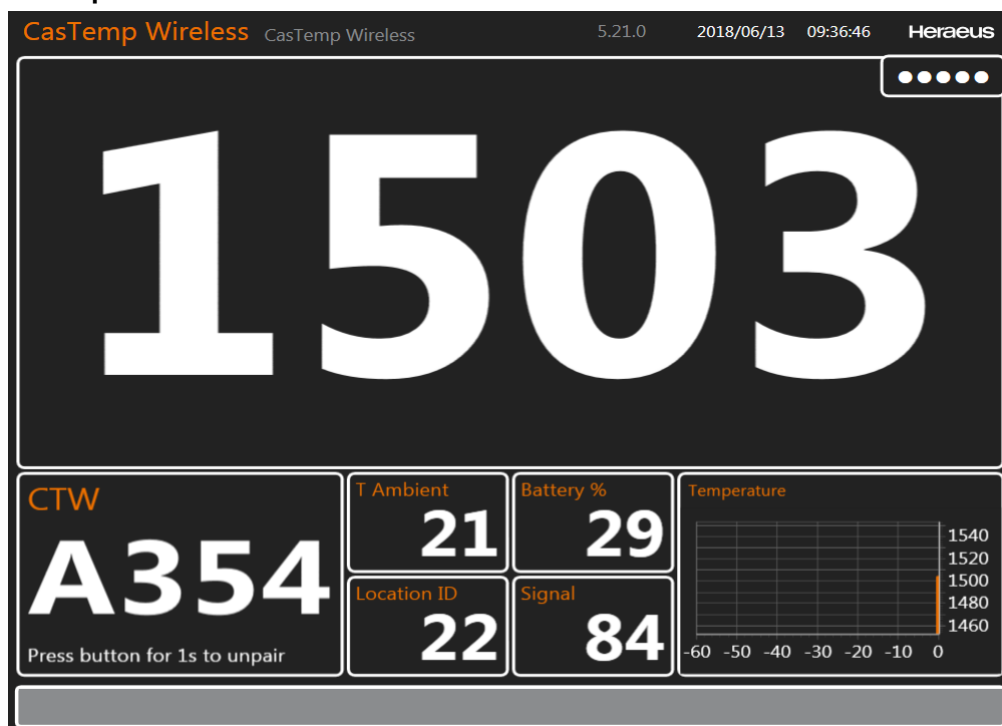 CasTemp Wireless CasTemp Wireless 5.21.0 2018/06/13 09:36:46 Heraeus
1503
CTW
A354
Press button for 1s to unpair
T Ambient
21
Battery %
29
Location ID
22
Signal
84
Temperature
1540
1520
1500
1480
1460
-60 -50 -40 -30 -20 -10 0